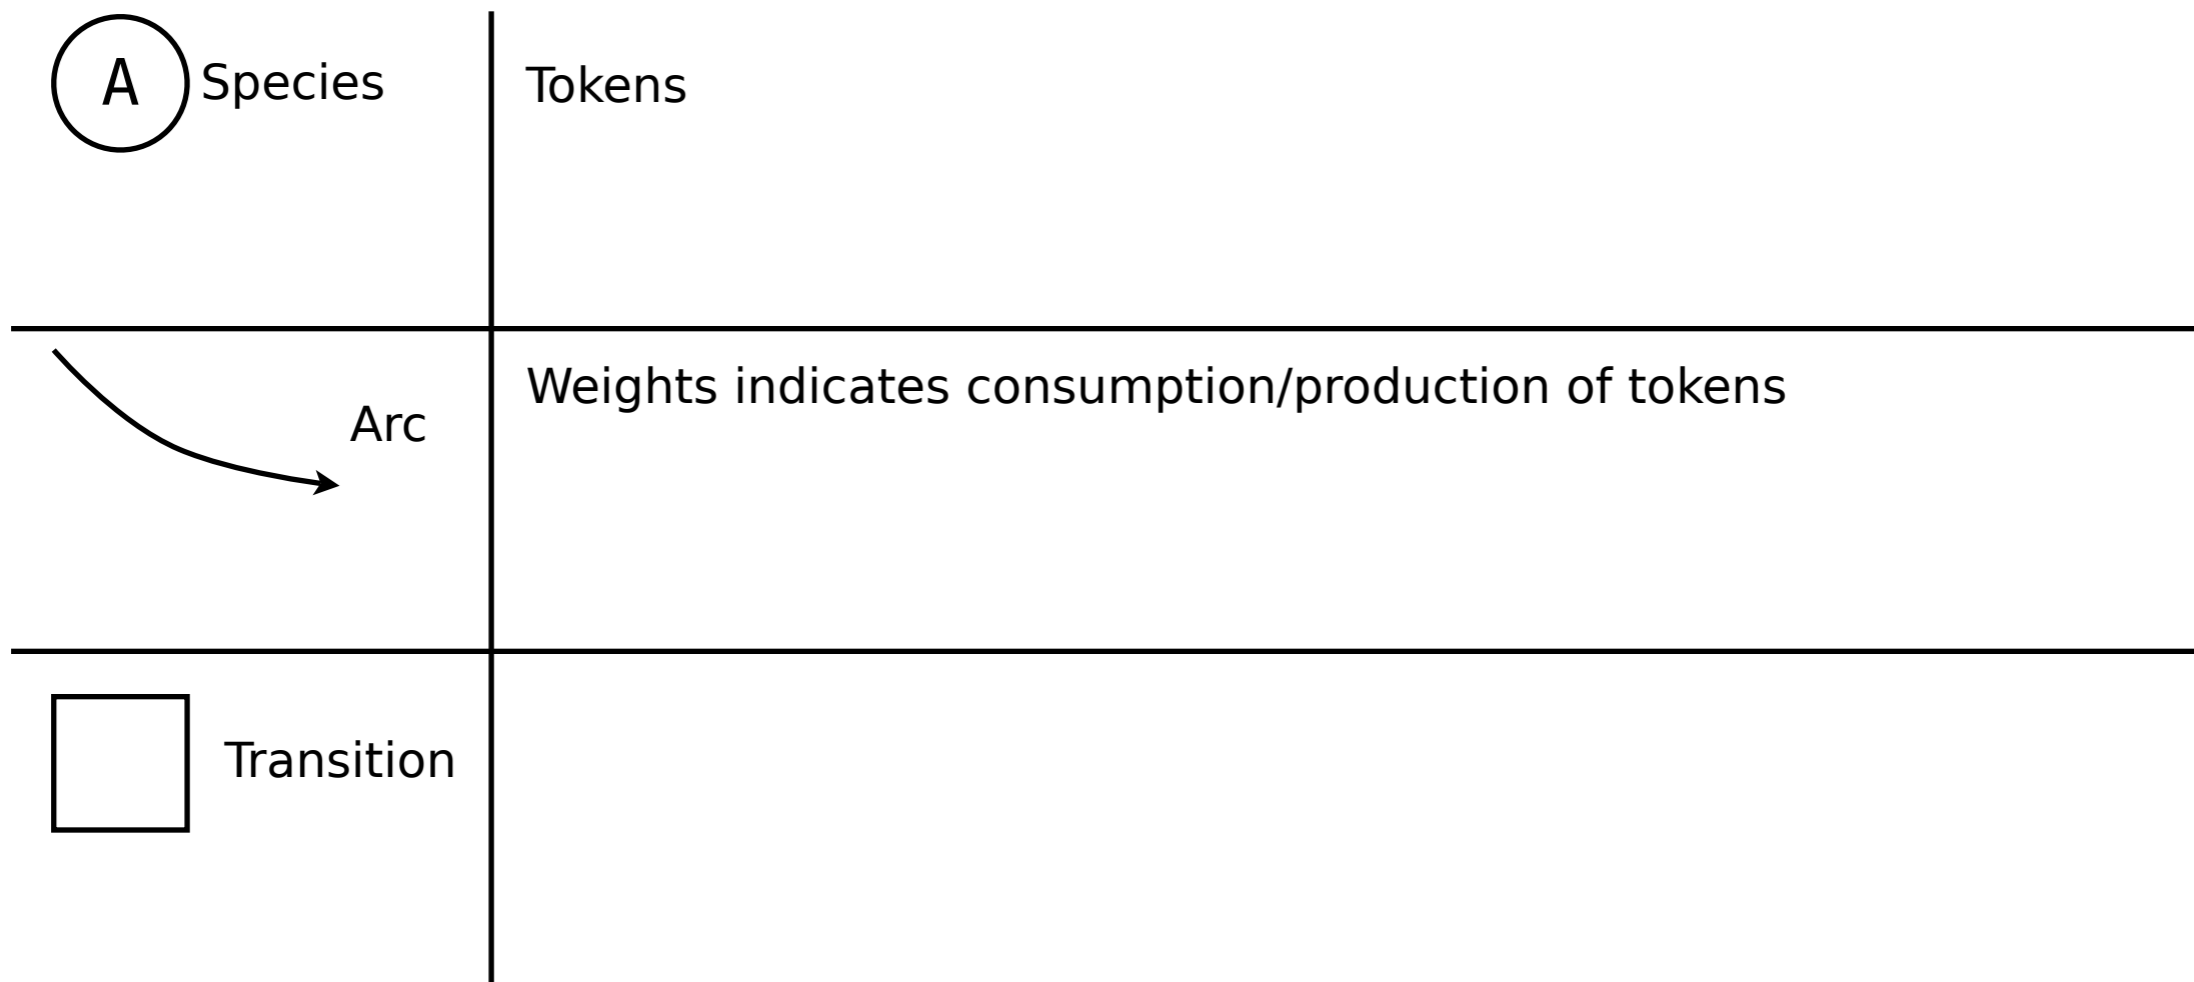 A
Species
Tokens
Arc
Weights indicates consumption/production of tokens
Transition